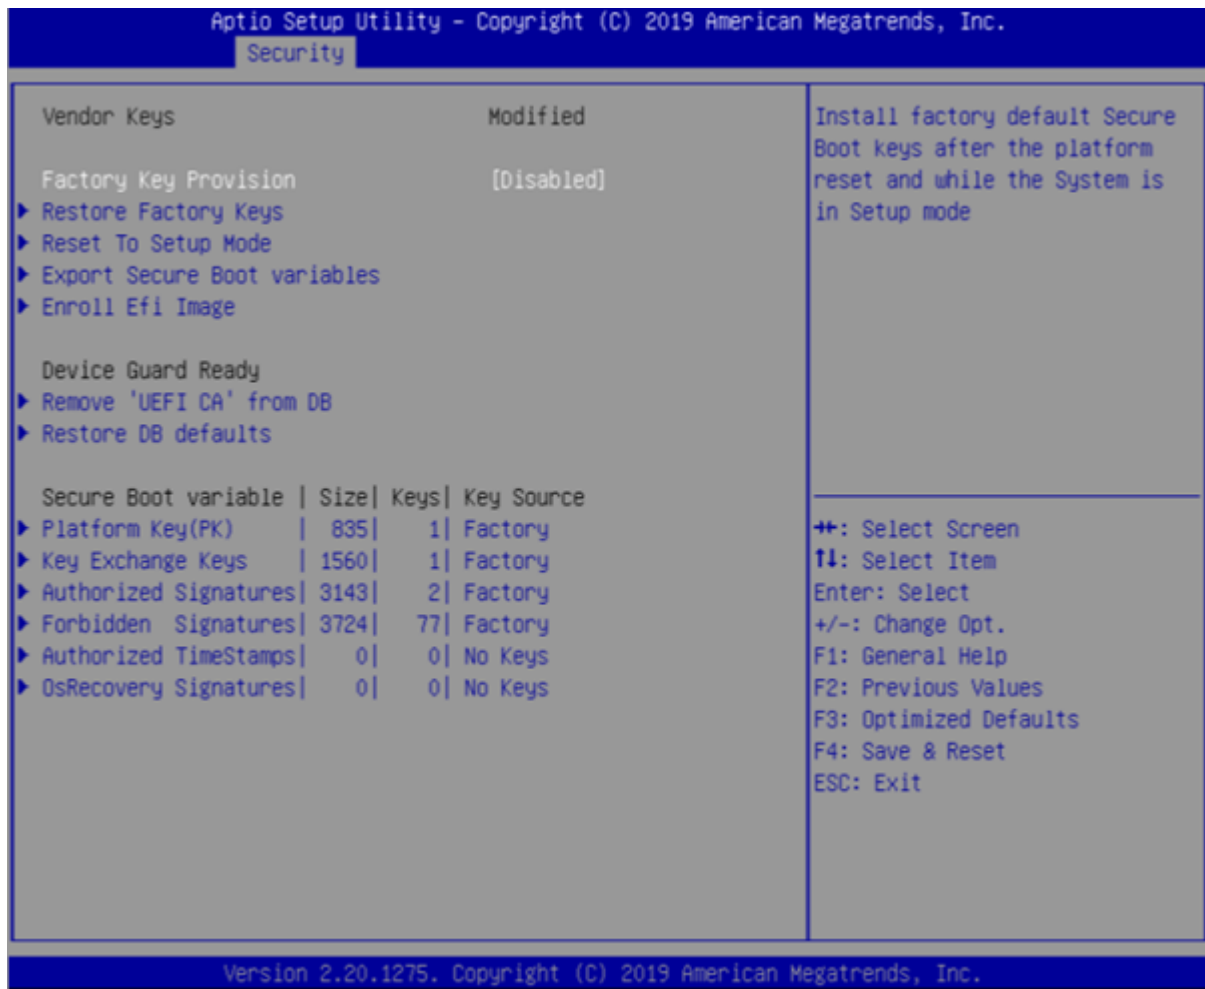 Aptio Setup Utility – Copyright (C) 2019 American Megatrends, Inc.
Security
Vendor Keys Modified
Factory Key Provision [Disabled]
Restore Factory Keys
Reset To Setup Mode
Export Secure Boot variables
Enroll Efi Image
Device Guard Ready
Remove 'UEFI CA' from DB
Restore DB defaults
Secure Boot variable | Size| Keys| Key Source
Platform Key(PK) | 835| 1| Factory
Key Exchange Keys | 1560| 1| Factory
Authorized Signatures| 3143| 2| Factory
Forbidden Signatures| 3724| 77| Factory
Authorized TimeStamps| 0| 0| No Keys
OsRecovery Signatures| 0| 0| No Keys
Install factory default Secure
Boot keys after the platform
reset and while the System is
in Setup mode
→←: Select Screen
↑↓: Select Item
Enter: Select
+/-: Change Opt.
F1: General Help
F2: Previous Values
F3: Optimized Defaults
F4: Save & Reset
ESC: Exit
Version 2.20.1275. Copyright (C) 2019 American Megatrends, Inc.